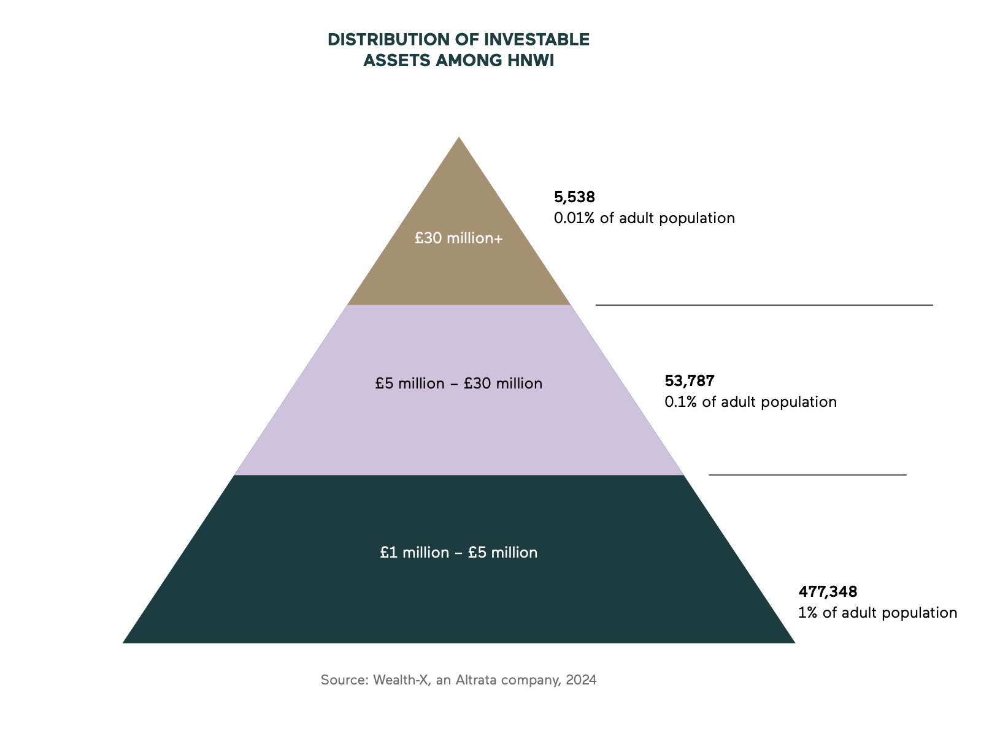 DISTRIBUTION OF INVESTABLE
ASSETS AMONG HNWI
5,538
0.01% of adult population
£30 million+
53,787
£5 million – £30 million
0.1% of adult population
£1 million – £5 million
477,348
1% of adult population
Source: Wealth-X, an Altrata company, 2024